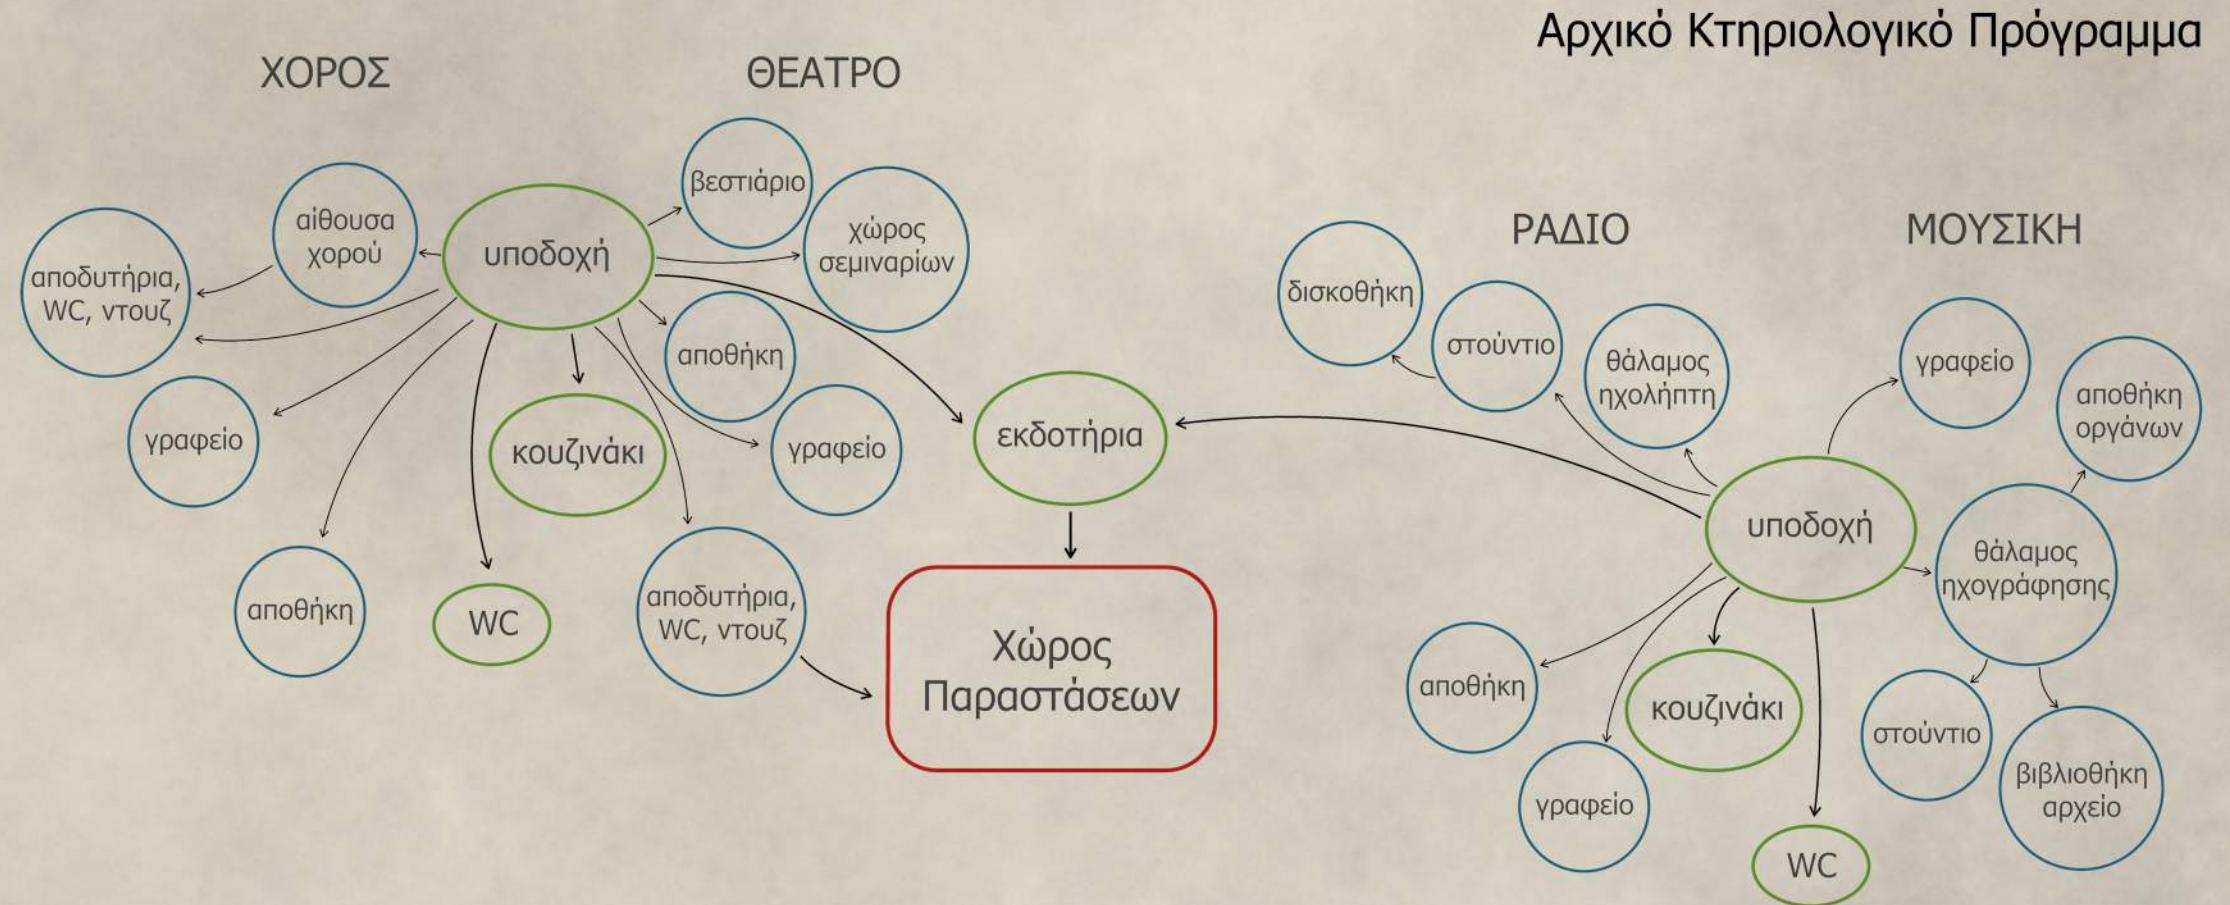 Αρχικό Κτηριολογικό Πρόγραμμα
ΧΟΡΟΣ
ΘΕΑΤΡΟ
βεστιάριο
αίθουσα
χορού
υποδοχή
χώρος
σεμιναρίων
αποδυτήρια,
WC, ντουζ
αποθήκη
γραφείο
κουζινάκι
γραφείο
αποθήκη
WC
αποδυτήρια,
WC, ντουζ
εκδοτήρια
Χώρος
Παραστάσεων
ΡΑΔΙΟ
ΜΟΥΣΙΚΗ
δισκοθήκη
στούντιο
θάλαμος
ηχολήπτη
γραφείο
αποθήκη
οργάνων
υποδοχή
θάλαμος
ηχογράφησης
αποθήκη
κουζινάκι
στούντιο
γραφείο
βιβλιοθήκη
αρχείο
WC